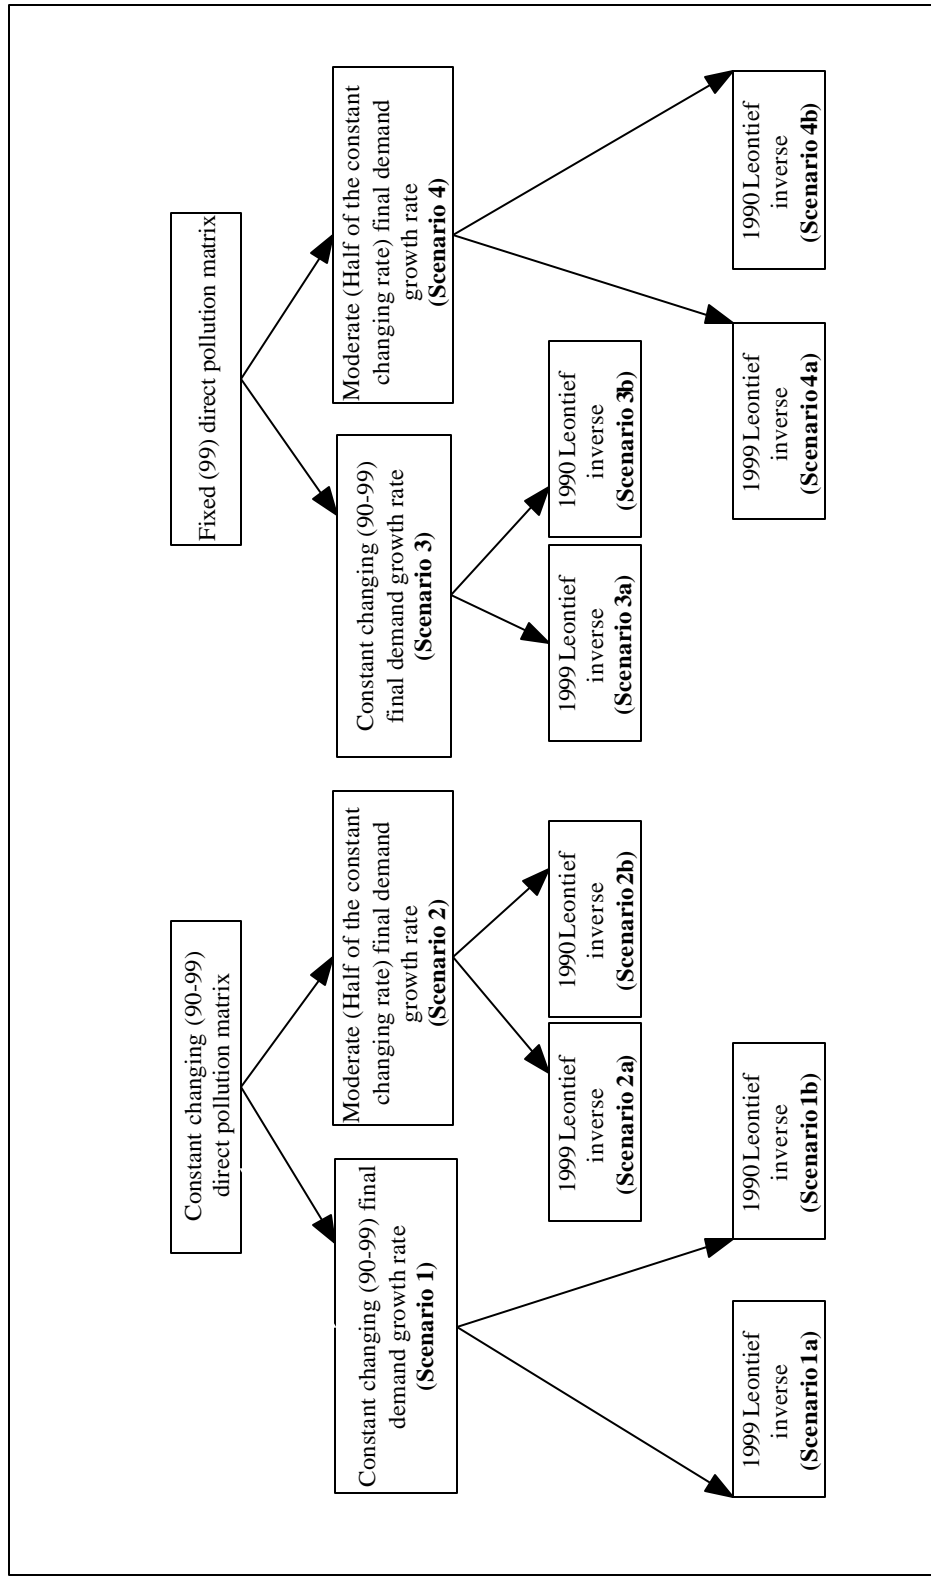 Constant changing (90-99)
direct pollution matrix
Fixed (99) direct pollution matrix
Constant changing (90-99) final
demand growth rate
(Scenario 1)
Moderate (Half of the constant
changing rate) final demand
growth rate
(Scenario 2)
Constant changing (90-99)
final demand growth rate
(Scenario 3)
Moderate (Half of the constant
changing rate) final demand
growth rate
(Scenario 4)
1999 Leontief
inverse
(Scenario 2a)
1990 Leontief
inverse
(Scenario 2b)
1999 Leontief
inverse
(Scenario 3a)
1990 Leontief
inverse
(Scenario 3b)
1999 Leontief
inverse
(Scenario 1a)
1990 Leontief
inverse
(Scenario 1b)
1999 Leontief
inverse
(Scenario 4a)
1990 Leontief
inverse
(Scenario 4b)